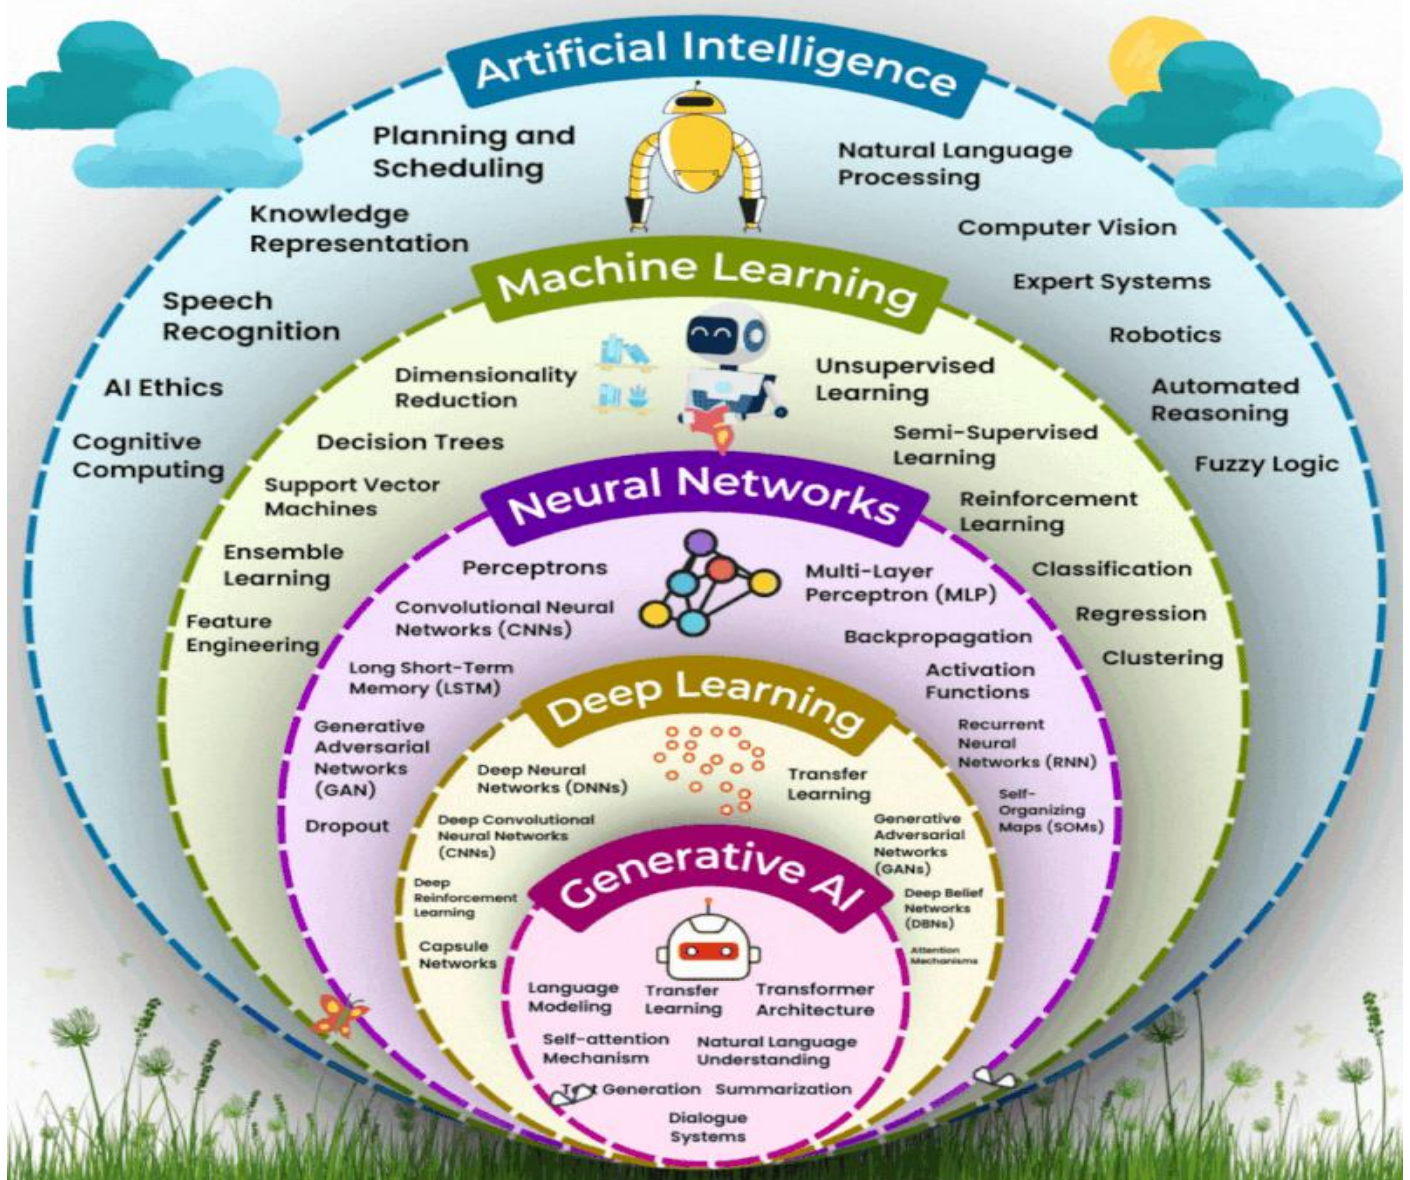 Artificial Intelligence
Planning and
Scheduling
Natural Language
Processing
Knowledge
Representation
Computer Vision
Speech
Recognition
Expert Systems
Robotics
AI Ethics
Automated
Reasoning
Cognitive
Computing
Fuzzy Logic
Machine Learning
Dimensionality
Reduction
Unsupervised
Learning
Decision Trees
Semi-Supervised
Learning
Support Vector
Machines
Reinforcement
Learning
Ensemble
Learning
Classification
Feature
Engineering
Regression
Clustering
Neural Networks
Perceptrons
Multi-Layer
Perceptron (MLP)
Convolutional Neural
Networks (CNNs)
Backpropagation
Long Short-Term
Memory (LSTM)
Activation
Functions
Generative
Adversarial
Networks
(GAN)
Recurrent
Neural
Networks (RNN)
Dropout
Self-
Organizing
Maps (SOMs)
Deep Learning
Deep Neural
Networks (DNNs)
Transfer
Learning
Deep Convolutional
Neural Networks
(CNNs)
Generative
Adversarial
Networks
(GANs)
Deep
Reinforcement
Learning
Deep Belief
Networks
(DBNs)
Capsule
Networks
Attention
Mechanisms
Generative AI
Language
Modeling
Transfer
Learning
Transformer
Architecture
Self-attention
Mechanism
Natural Language
Understanding
Text Generation
Summarization
Dialogue
Systems